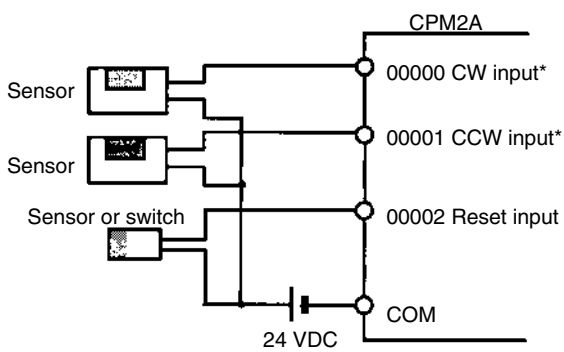 CPM2A
Sensor
00000 CW input*
Sensor
00001 CCW input*
Sensor or switch
00002 Reset input
COM
24 VDC